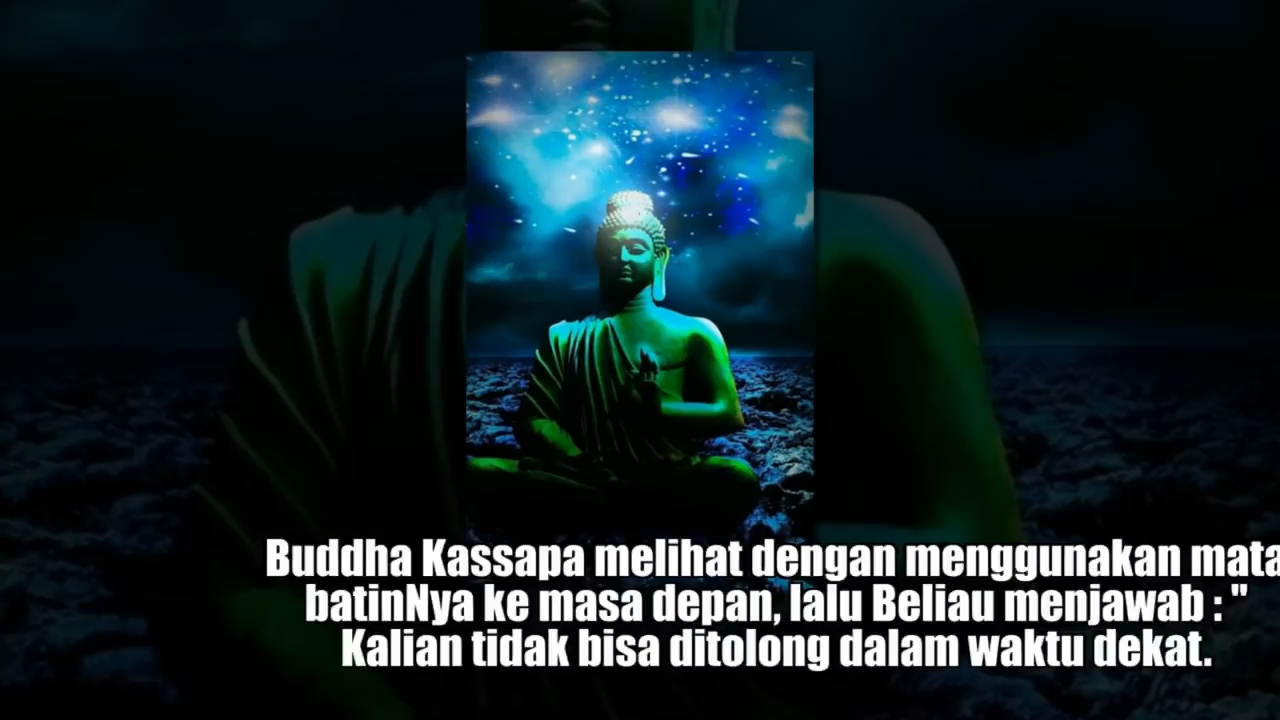 Buddha Kassapa melihat dengan menggunakan mata
batinNya ke masa depan, lalu Beliau menjawab : "
Kalian tidak bisa ditolong dalam waktu dekat.